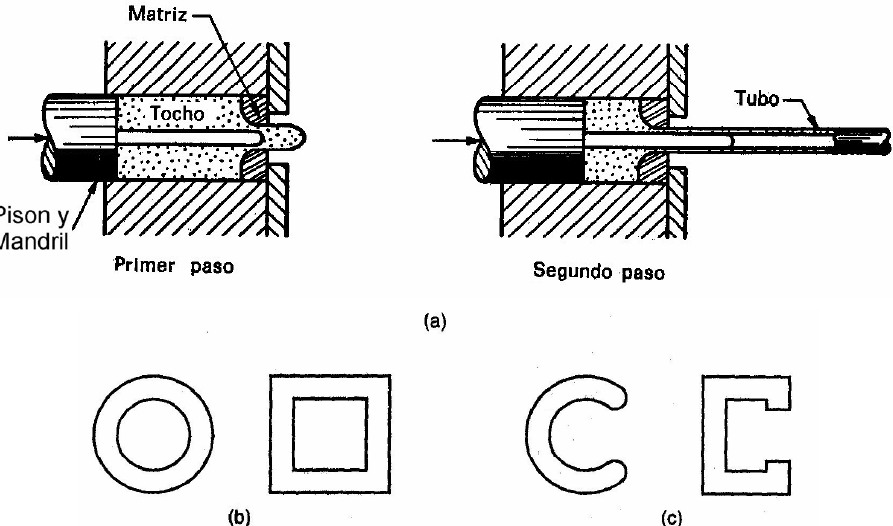 Matriz
Tocho
Pison y
Mandril
Primer paso
Tubo
Segundo paso
(a)
(b)
(c)